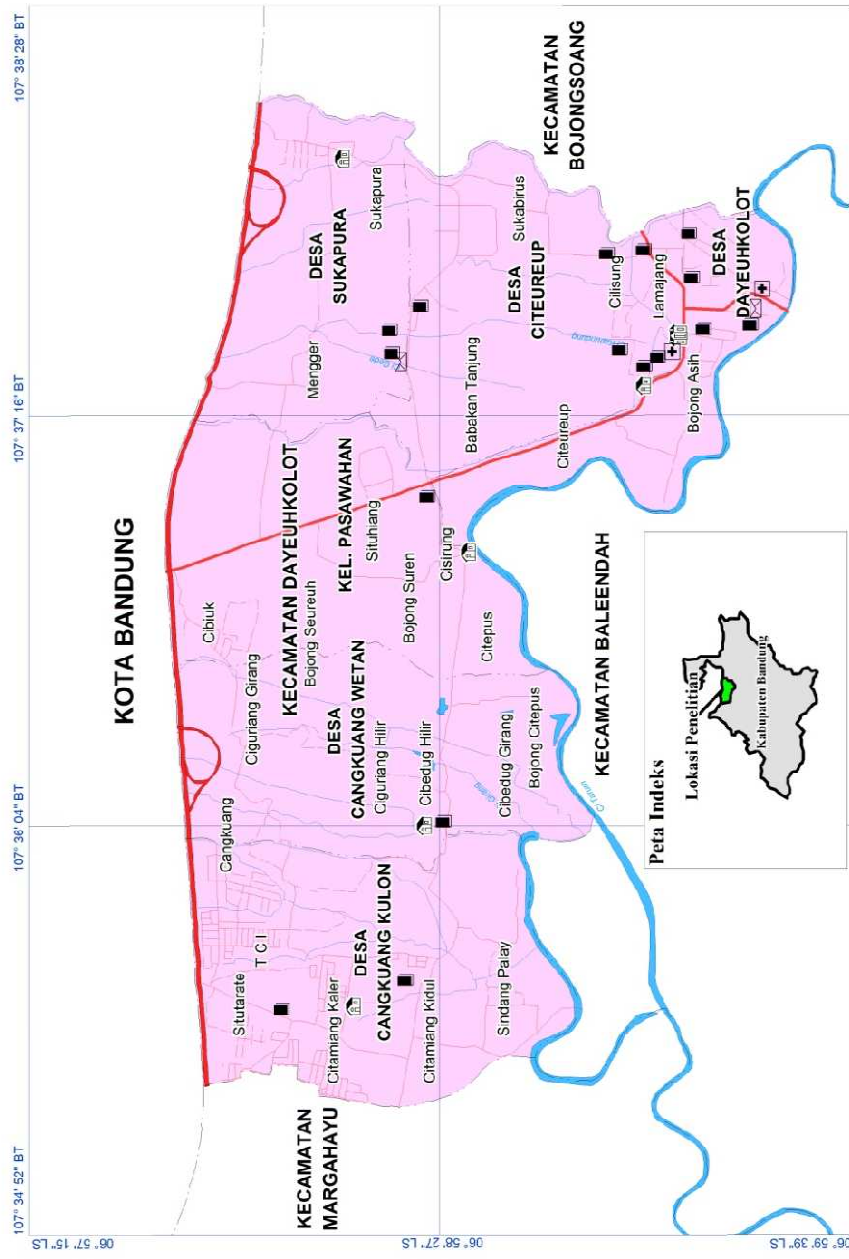 107° 34' 52" BT
107° 36' 04" BT
107° 37' 16" BT
107° 38' 28" BT
06° 57' 15" LS
06° 58' 27" LS
06° 59' 39" LS
KOTA BANDUNG
KECAMATAN
MARGAHAYU
Situtarate
T C I
Cangkuang
Citamiang Kaler
DESA
CANGKUANG KULON
Citamiang Kidul
Sindang Palay
Ciguriang Girang
Cibiuk
KECAMATAN DAYEUHKOLOT
Bojong Seureuh
DESA
CANGKUANG WETAN
Ciguriang Hilir
Cibedug Hilir
Cibedug Girang
Bojong Citepus
Citepus
KEL. PASAWAHAN
Situhiang
Bojong Suren
Cisirung
Mengger
DESA
SUKAPURA
Sukapura
Babakan Tanjung
Citeureup
DESA
CITEUREUP
Sukabirus
Cilisung
Lamajang
Bojong Asih
DESA
DAYEUHKOLOT
KECAMATAN
BOJONGSOANG
KECAMATAN BALEENDAH
Peta Indeks
Lokasi Penelitian
Kabupaten Bandung